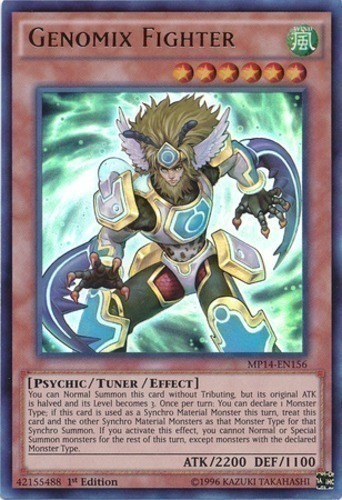 GENOMIX FIGHTER
風
MP14-EN156
[PSYCHIC/TUNER/EFFECT]
You can Normal Summon this card without Tributing, but its original ATK
is halved and its Level becomes 3. Once per turn: You can declare 1 Monster
Type; if this card is used as a Synchro Material Monster this turn, treat this
card and the other Synchro Material Monsters as that Monster Type for that
Synchro Summon. If you activate this effect, you cannot Normal or Special
Summon monsters for the rest of this turn, except monsters with the declared
Monster Type.
ATK/2200 DEF/1100
42155488 1st Edition ©1996 KAZUKI TAKAHASHI